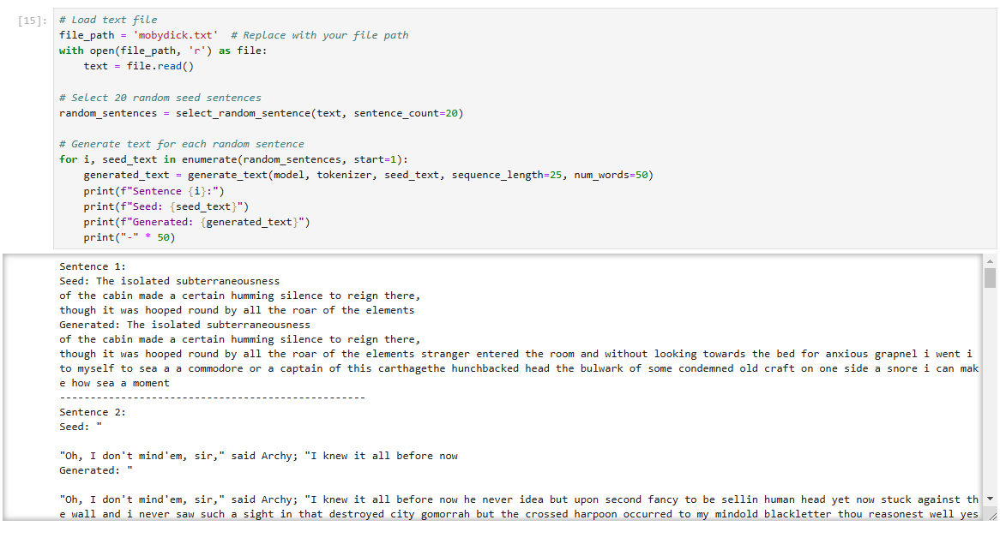 [15]:
# Load text file
file_path = 'mobydick.txt'  # Replace with your file path
with open(file_path, 'r') as file:
    text = file.read()

# Select 20 random seed sentences
random_sentences = select_random_sentence(text, sentence_count=20)

# Generate text for each random sentence
for i, seed_text in enumerate(random_sentences, start=1):
    generated_text = generate_text(model, tokenizer, seed_text, sequence_length=25, num_words=50)
    print(f"Sentence {i}:")
    print(f"Seed: {seed_text}")
    print(f"Generated: {generated_text}")
    print("-" * 50)
Sentence 1:
Seed: The isolated subterraneousness
of the cabin made a certain humming silence to reign there,
though it was hooped round by all the roar of the elements
Generated: The isolated subterraneousness
of the cabin made a certain humming silence to reign there,
though it was hooped round by all the roar of the elements stranger entered the room and without looking towards the bed for anxious grapnel i went i
to myself to sea a a commodore or a captain of this carthagethe hunchbacked head the bulwark of some condemned old craft on one side a snore i can mak
e how sea a moment
--------------------------------------------------
Sentence 2:
Seed: "

"Oh, I don't mind'em, sir," said Archy; "I knew it all before now
Generated: "

"Oh, I don't mind'em, sir," said Archy; "I knew it all before now he never idea but upon second fancy to be sellin human head yet now stuck against th
e wall and i never saw such a sight in that destroyed city gomorrah but the crossed harpoon occurred to my mindold blackletter thou reasonest well yes